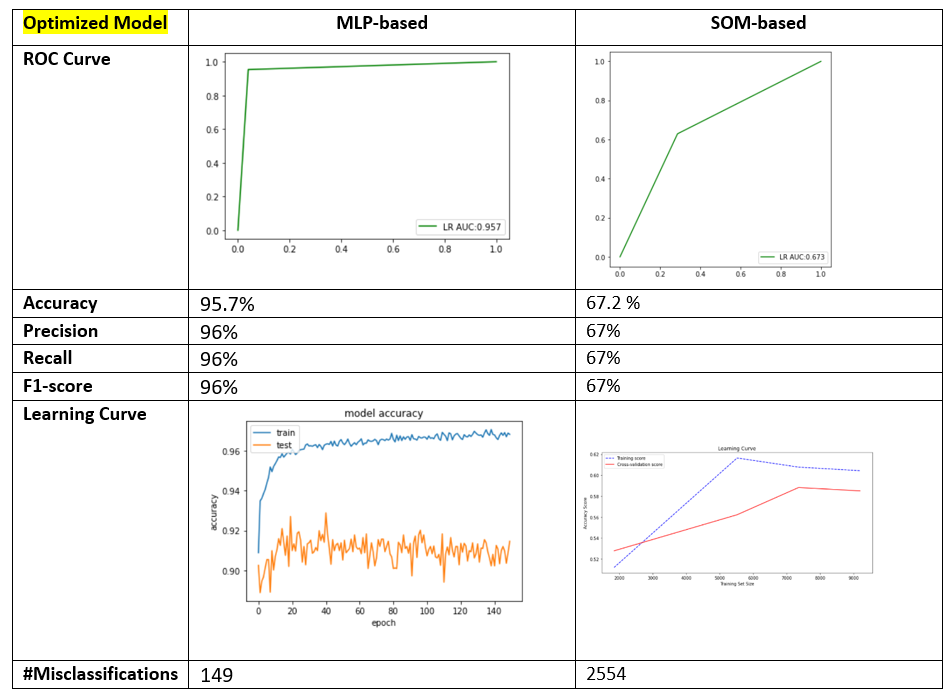 Optimized Model MLP-based SOM-based
ROC Curve
1.0
0.8
0.6
0.4
0.2
0.0
0.0 0.2 0.4 0.6 0.8 1.0
LR AUC:0.957
1.0
0.8
0.6
0.4
0.2
0.0
0.0 0.2 0.4 0.6 0.8 1.0
LR AUC:0.673
Accuracy 95.7% 67.2 %
Precision 96% 67%
Recall 96% 67%
F1-score 96% 67%
Learning Curve
model accuracy
train
test
0.96
0.94
0.92
0.90
accuracy
0 20 40 60 80 100 120 140
epoch
Learning Curve
Training score
Cross-validation score
0.62
0.60
0.58
0.56
0.54
0.52
Accuracy Score
2000 3000 4000 5000 6000 7000 8000 9000
Training Set Size
#Misclassifications 149 2554